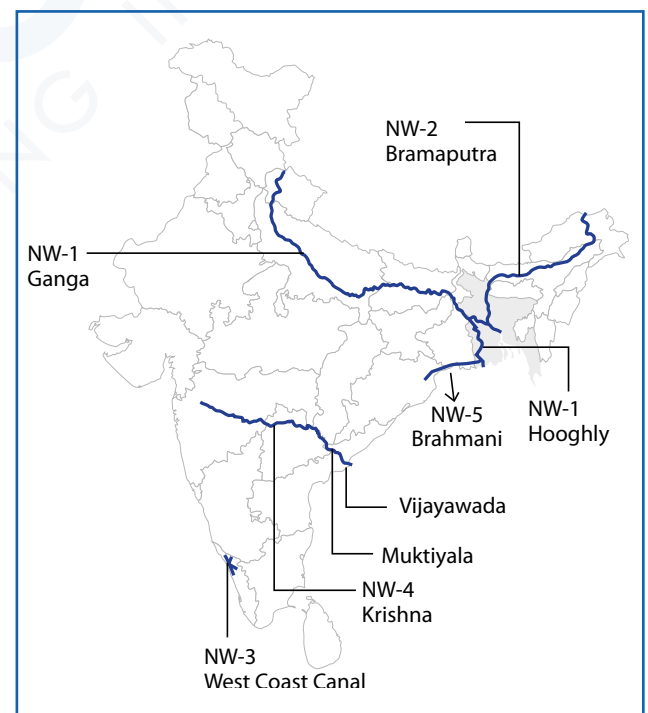 NG I
NW-2
Bramaputra
NW-1
Ganga
NW-5
Brahmani
NW-1
Hooghly
Vijayawada
Muktiyala
NW-4
Krishna
NW-3
West Coast Canal